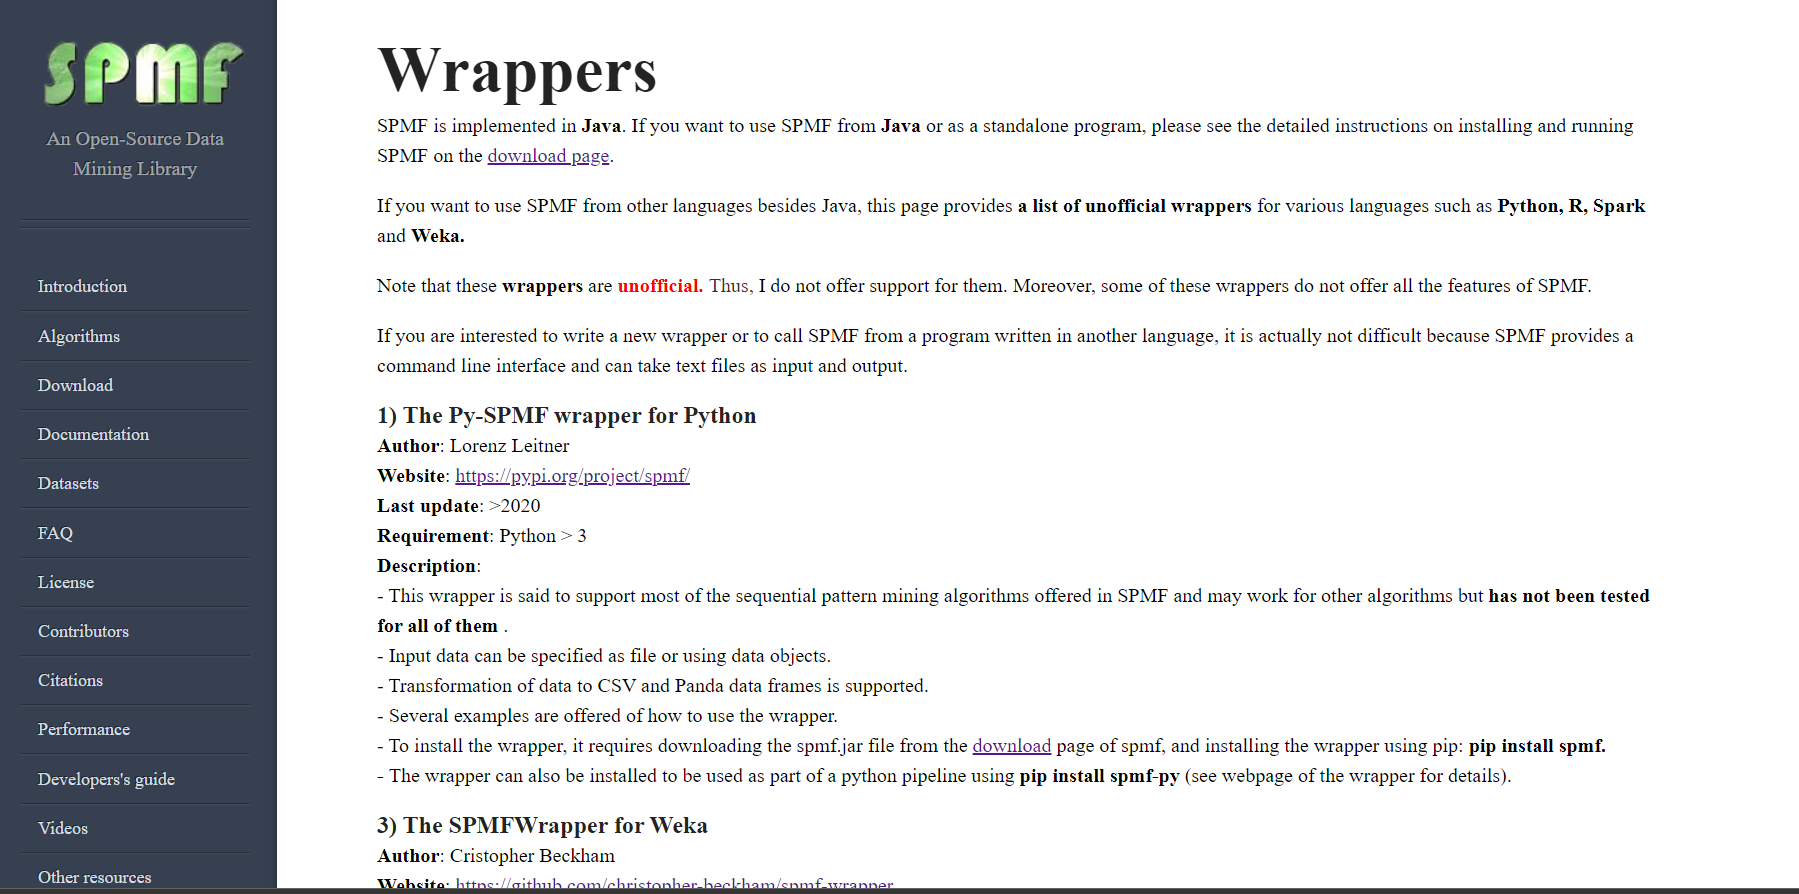 SPMF
An Open-Source Data
Mining Library
Introduction
Algorithms
Download
Documentation
Datasets
FAQ
License
Contributors
Citations
Performance
Developers's guide
Videos
Other resources
Wrappers
SPMF is implemented in Java. If you want to use SPMF from Java or as a standalone program, please see the detailed instructions on installing and running
SPMF on the download page.
If you want to use SPMF from other languages besides Java, this page provides a list of unofficial wrappers for various languages such as Python, R, Spark
and Weka.
Note that these wrappers are unofficial. Thus, I do not offer support for them. Moreover, some of these wrappers do not offer all the features of SPMF.
If you are interested to write a new wrapper or to call SPMF from a program written in another language, it is actually not difficult because SPMF provides a
command line interface and can take text files as input and output.
1) The Py-SPMF wrapper for Python
Author: Lorenz Leitner
Website: https://pypi.org/project/spmf/
Last update: >2020
Requirement: Python > 3
Description:
- This wrapper is said to support most of the sequential pattern mining algorithms offered in SPMF and may work for other algorithms but has not been tested
for all of them .
- Input data can be specified as file or using data objects.
- Transformation of data to CSV and Panda data frames is supported.
- Several examples are offered of how to use the wrapper.
- To install the wrapper, it requires downloading the spmf.jar file from the download page of spmf, and installing the wrapper using pip: pip install spmf.
- The wrapper can also be installed to be used as part of a python pipeline using pip install spmf-py (see webpage of the wrapper for details).
3) The SPMFWrapper for Weka
Author: Cristopher Beckham
Website: https://github.com/christopher-beckham/spmf-wrapper